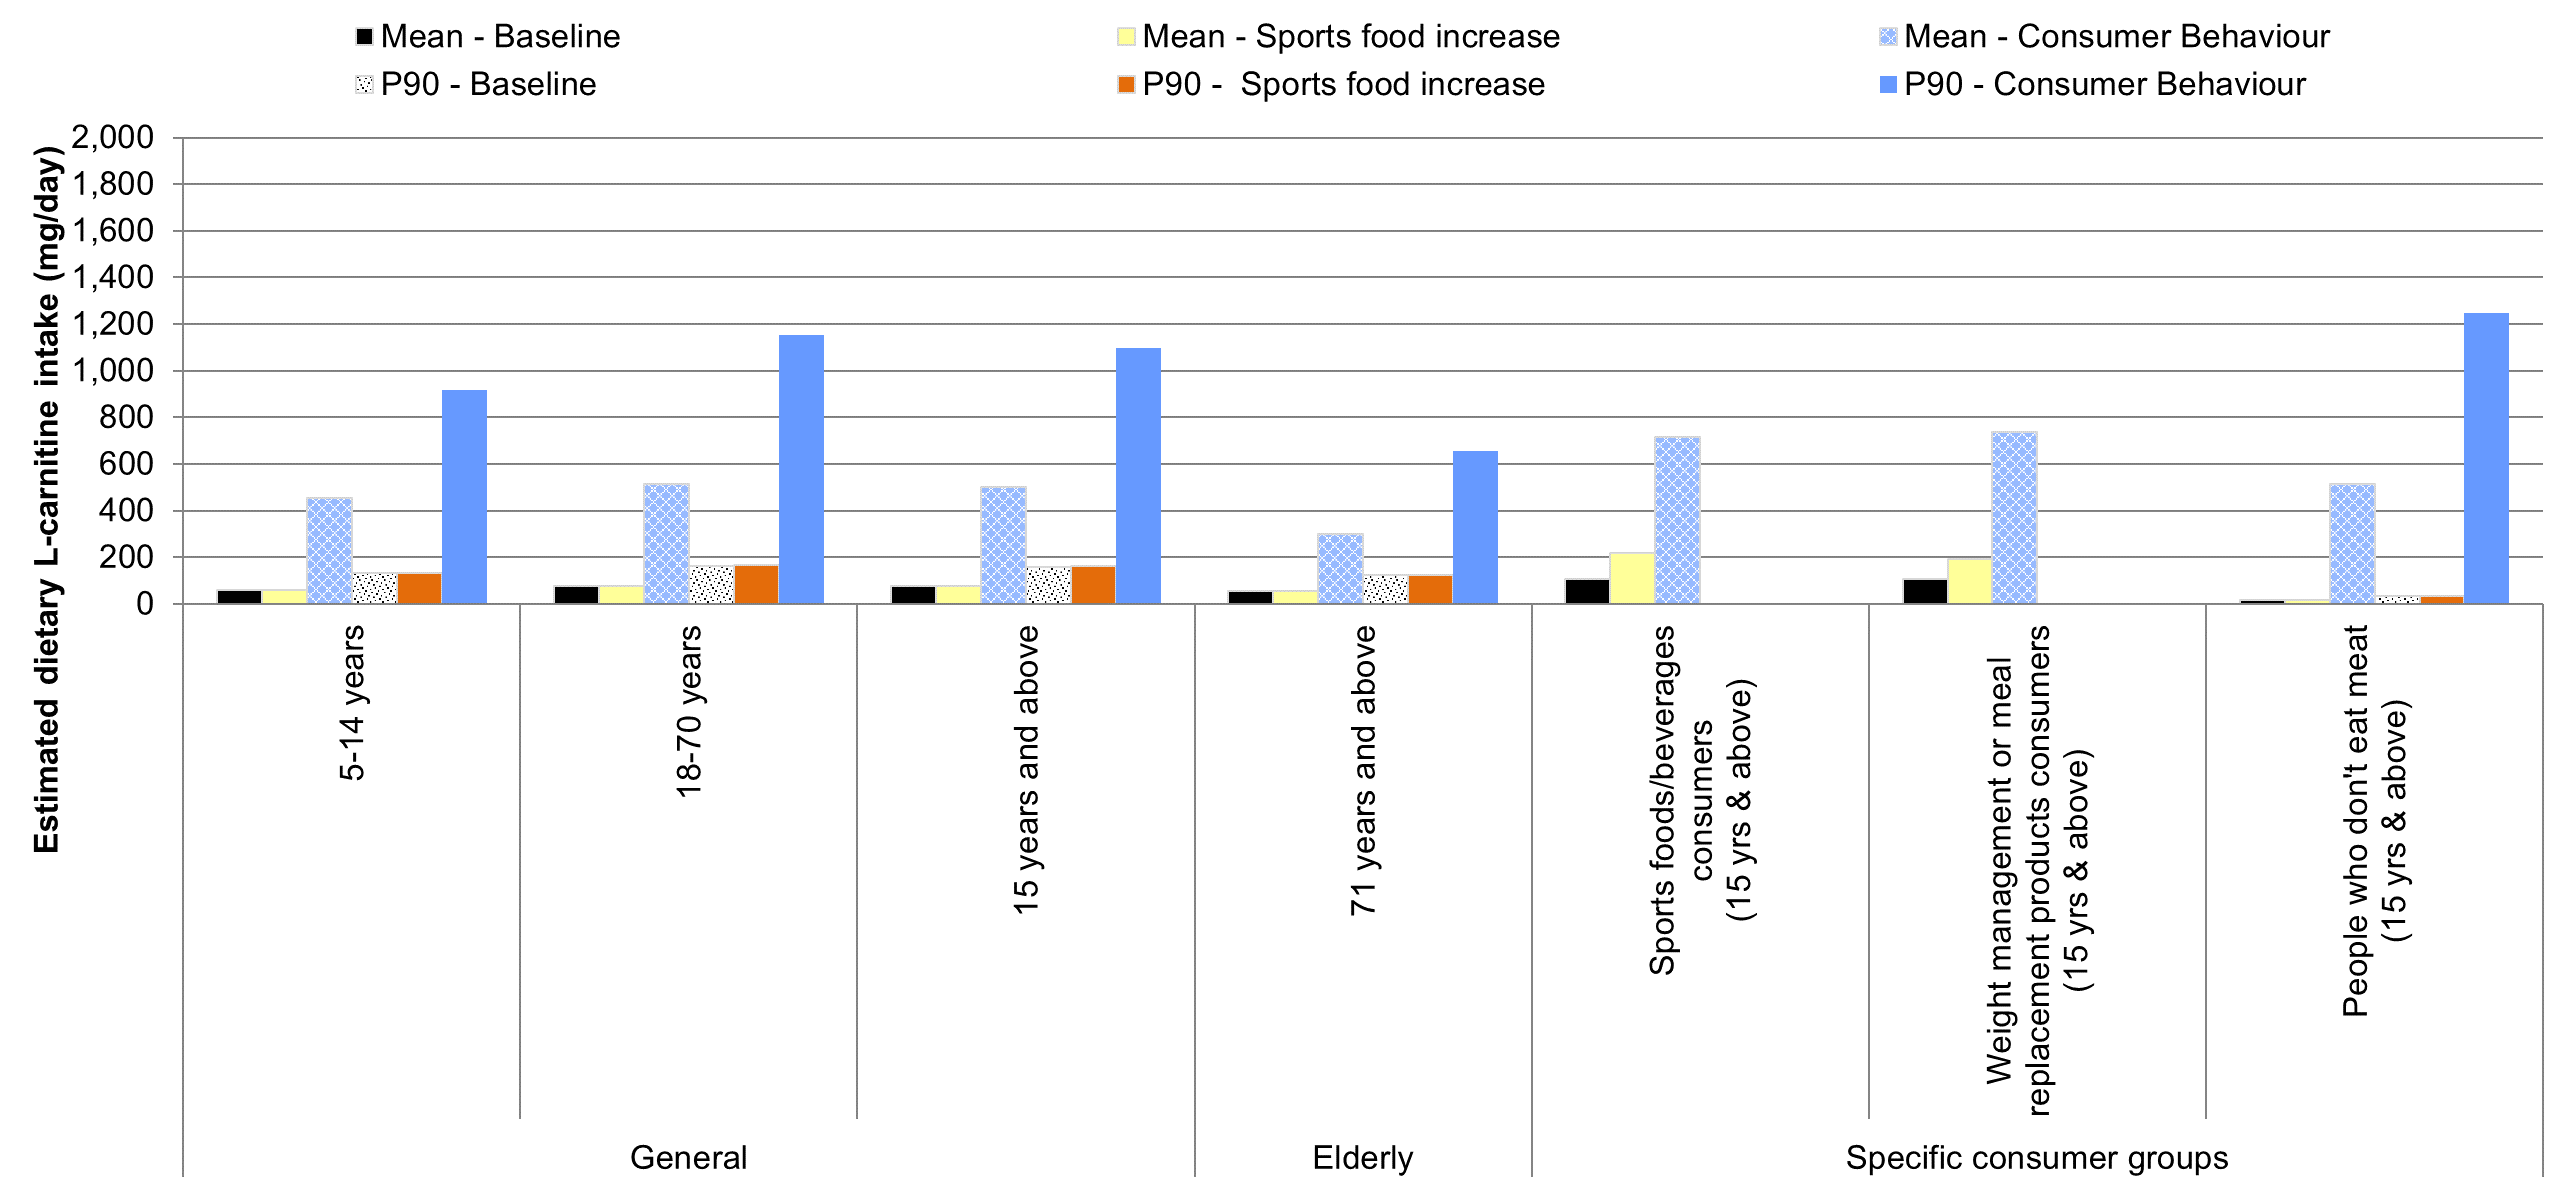 Mean - Baseline
Mean - Sports food increase
Mean - Consumer Behaviour
P90 - Baseline
P90 -  Sports food increase
P90 - Consumer Behaviour
Estimated dietary L-carnitine intake (mg/day)
2,000
1,800
1,600
1,400
1,200
1,000
800
600
400
200
0
5-14 years
18-70 years
15 years and above
71 years and above
Sports foods/beverages
consumers
(15 yrs & above)
Weight management or meal
replacement products consumers
(15 yrs & above)
People who don't eat meat
(15 yrs & above)
General
Elderly
Specific consumer groups